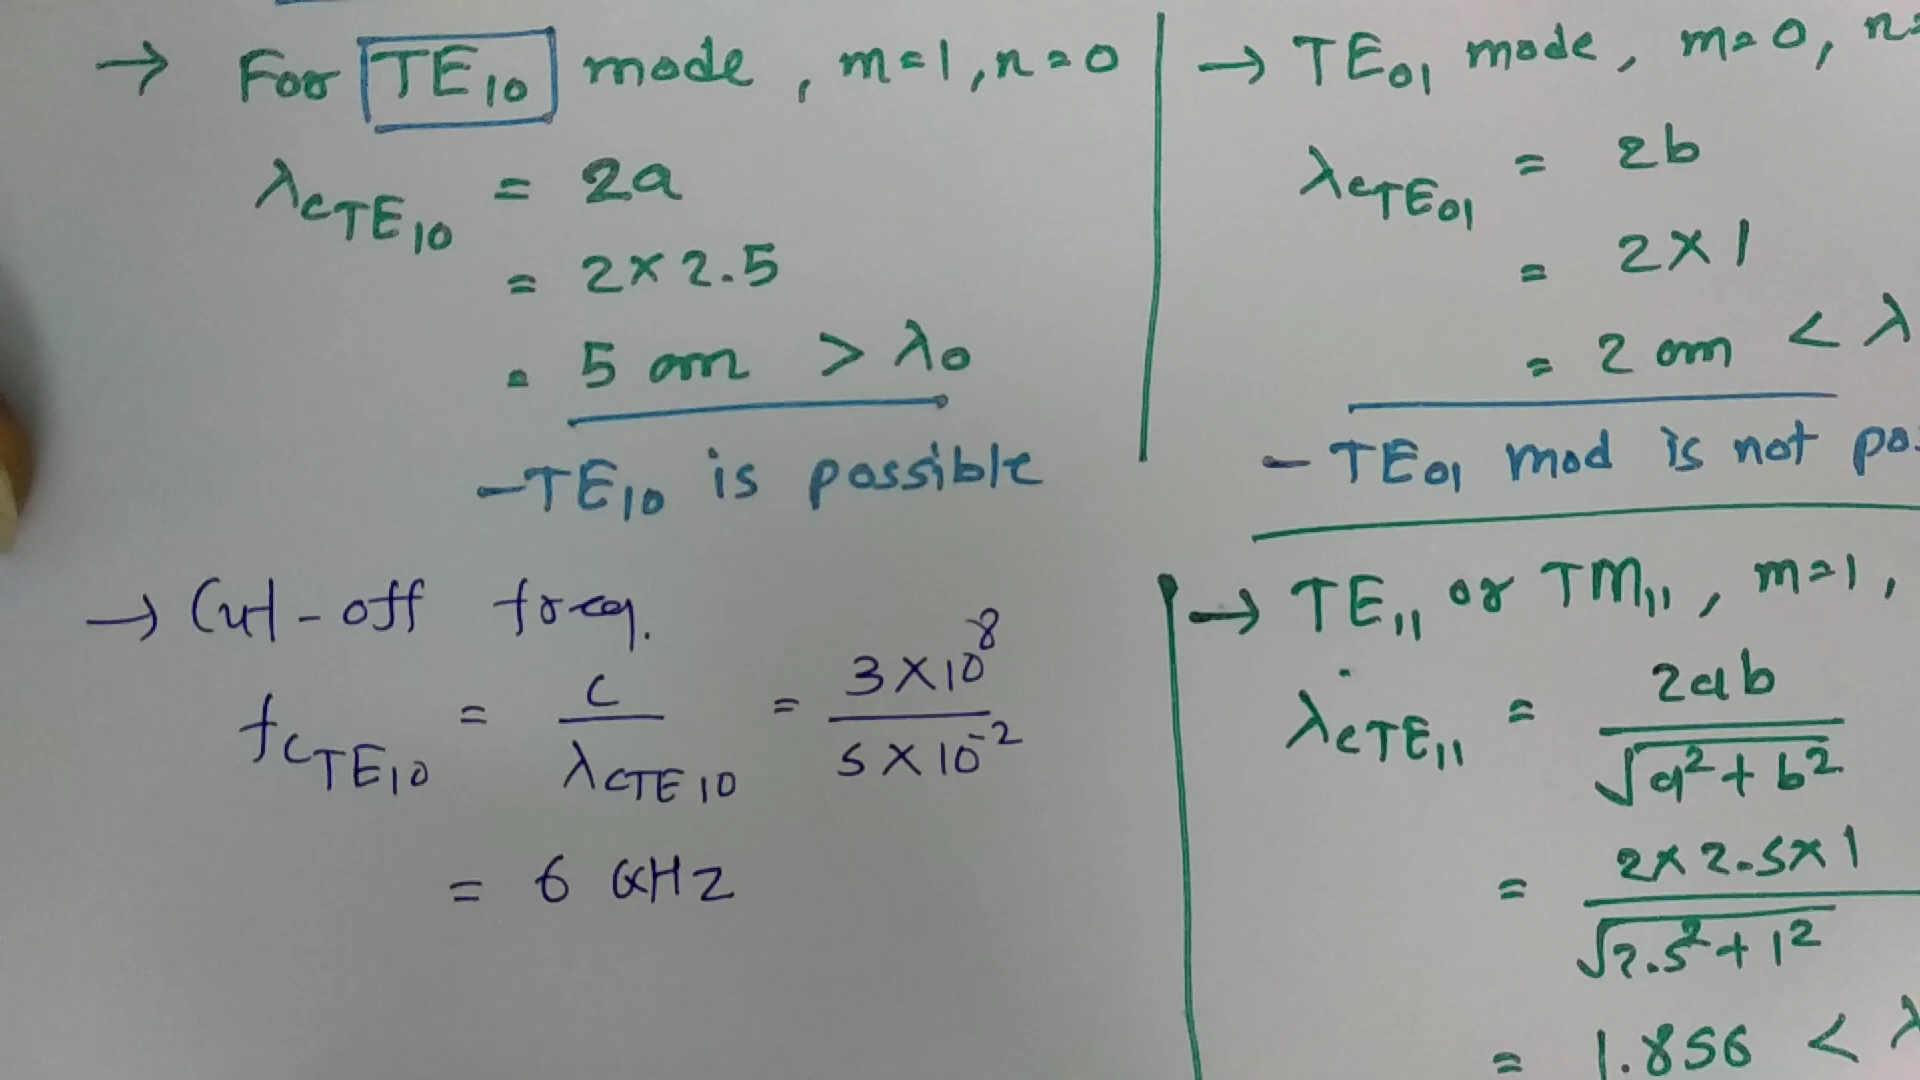 → For TE10 mode, m=1, n=0
λcTE10 = 2a
= 2×2.5
= 5 cm > λ0
-TE10 is possible
→ Cut-off freq.
fcTE10 = c / λcTE10 = 3×10^8 / 5×10^-2
= 6 GHz
→ TE01 mode, m=0, n=
λcTE01 = 2b
= 2×1
= 2 cm < λ
- TE01 mod is not po
→ TE11 or TM11, m=1,
λcTE11 = 2ab / √a²+b²
= 2×2.5×1 / √2.5²+1²
= 1.856 < λ